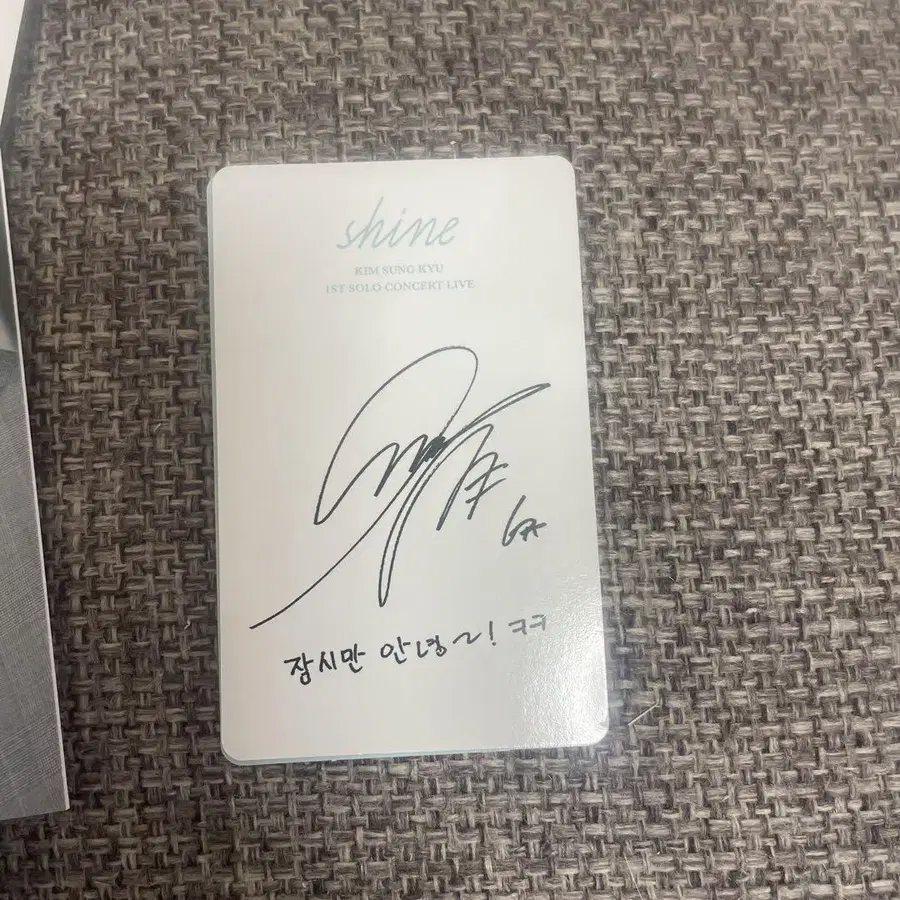 shine
KIM SUNG KYU
1ST SOLO CONCERT LIVE
잠시만 안녕~! ㅋㅋ